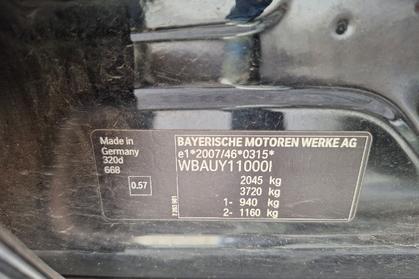 Made in
Germany
320d
668
0.57
BAYERISCHE MOTOREN WERKE AG
e1*2007/46*0315*
WBAUY11000I
2045 kg
3720 kg
1- 940 kg
2- 1160 kg